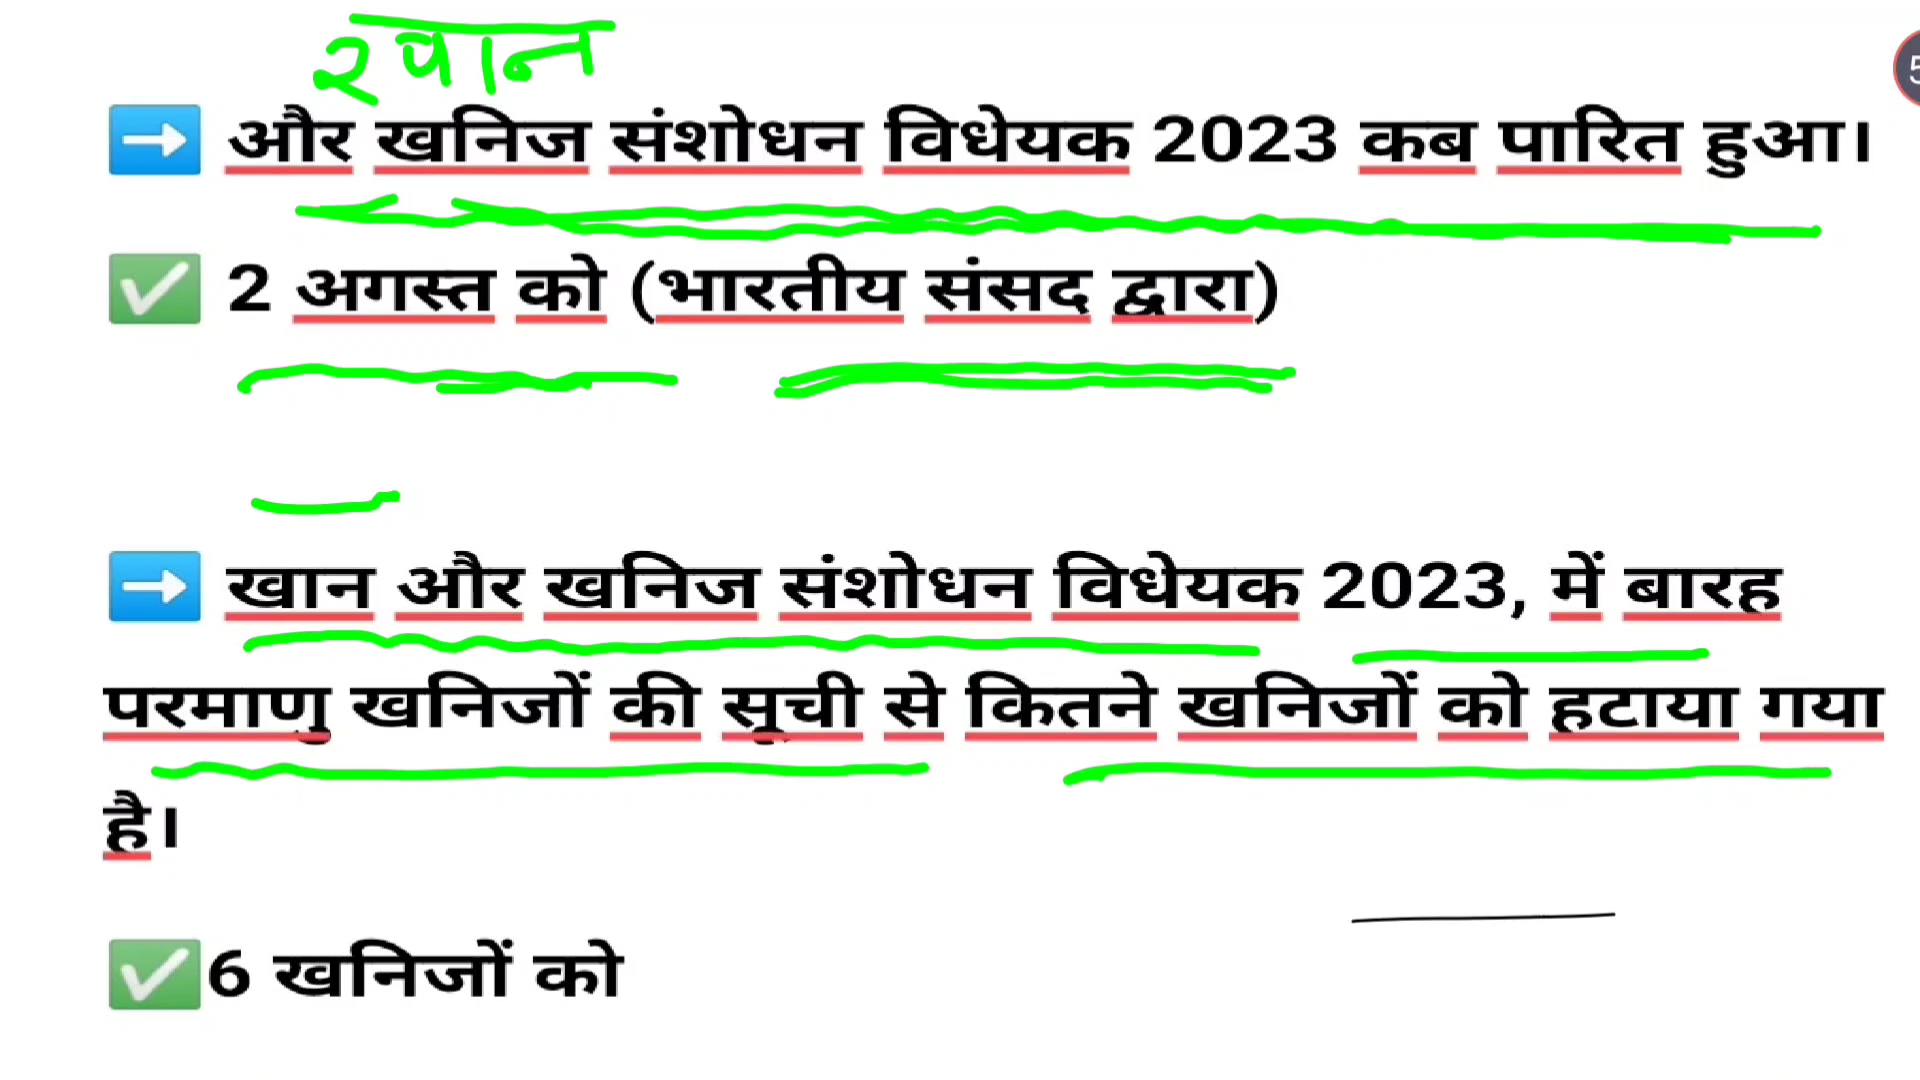 खान
➡️ और खनिज संशोधन विधेयक 2023 कब पारित हुआ।
✅ 2 अगस्त को (भारतीय संसद द्वारा)
➡️ खान और खनिज संशोधन विधेयक 2023, में बारह
परमाणु खनिजों की सूची से कितने खनिजों को हटाया गया
है।
✅6 खनिजों को